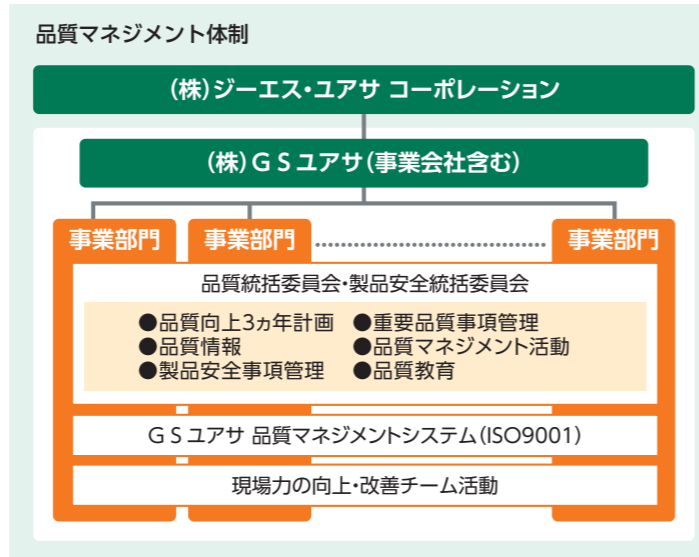 品質マネジメント体制
(株)ジーエス・ユアサ コーポレーション
(株)GSユアサ(事業会社含む)
事業部門 事業部門 事業部門
品質統括委員会・製品安全統括委員会
●品質向上3ヵ年計画 ●重要品質事項管理
●品質情報 ●品質マネジメント活動
●製品安全事項管理 ●品質教育
GSユアサ 品質マネジメントシステム(ISO9001)
現場力の向上・改善チーム活動